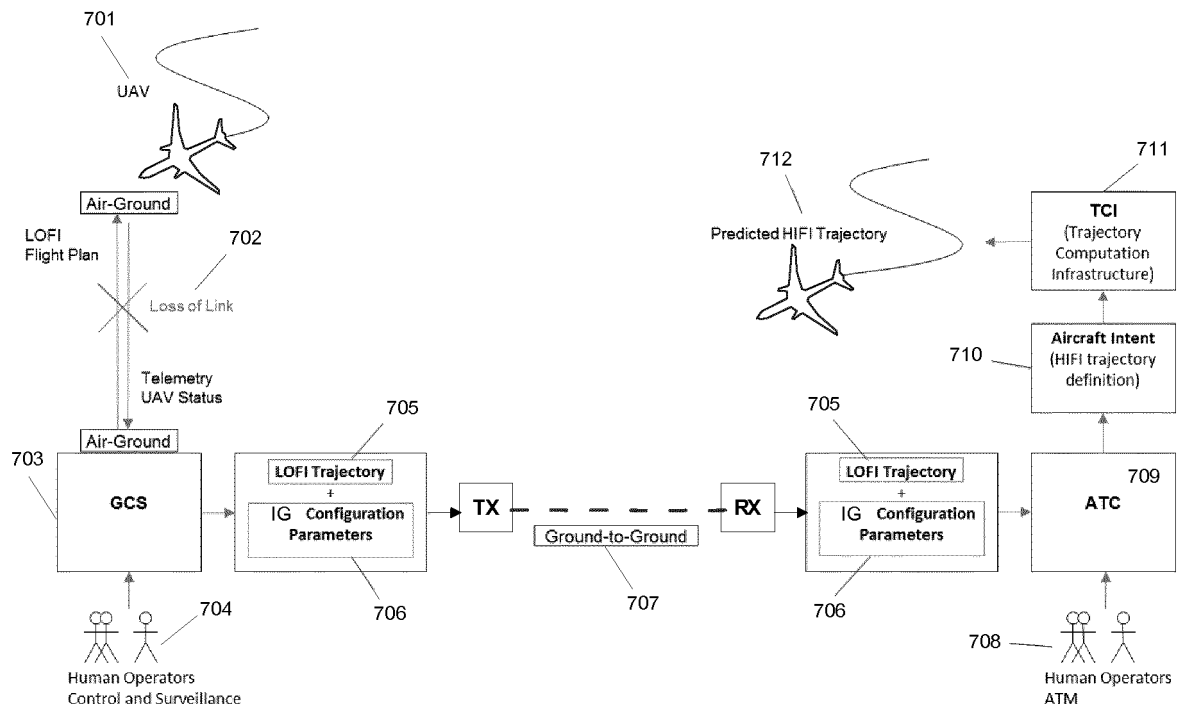 701
UAV
Air-Ground
LOFI
Flight Plan
702
Loss of Link
Telemetry
UAV Status
Air-Ground
703
GCS
705
LOFI Trajectory
+
IG Configuration
Parameters
706
704
Human Operators
Control and Surveillance
TX
Ground-to-Ground
707
RX
705
LOFI Trajectory
+
IG Configuration
Parameters
706
709
ATC
708
Human Operators
ATM
710
Aircraft Intent
(HIFI trajectory
definition)
711
TCI
(Trajectory
Computation
Infrastructure)
712
Predicted HIFI Trajectory